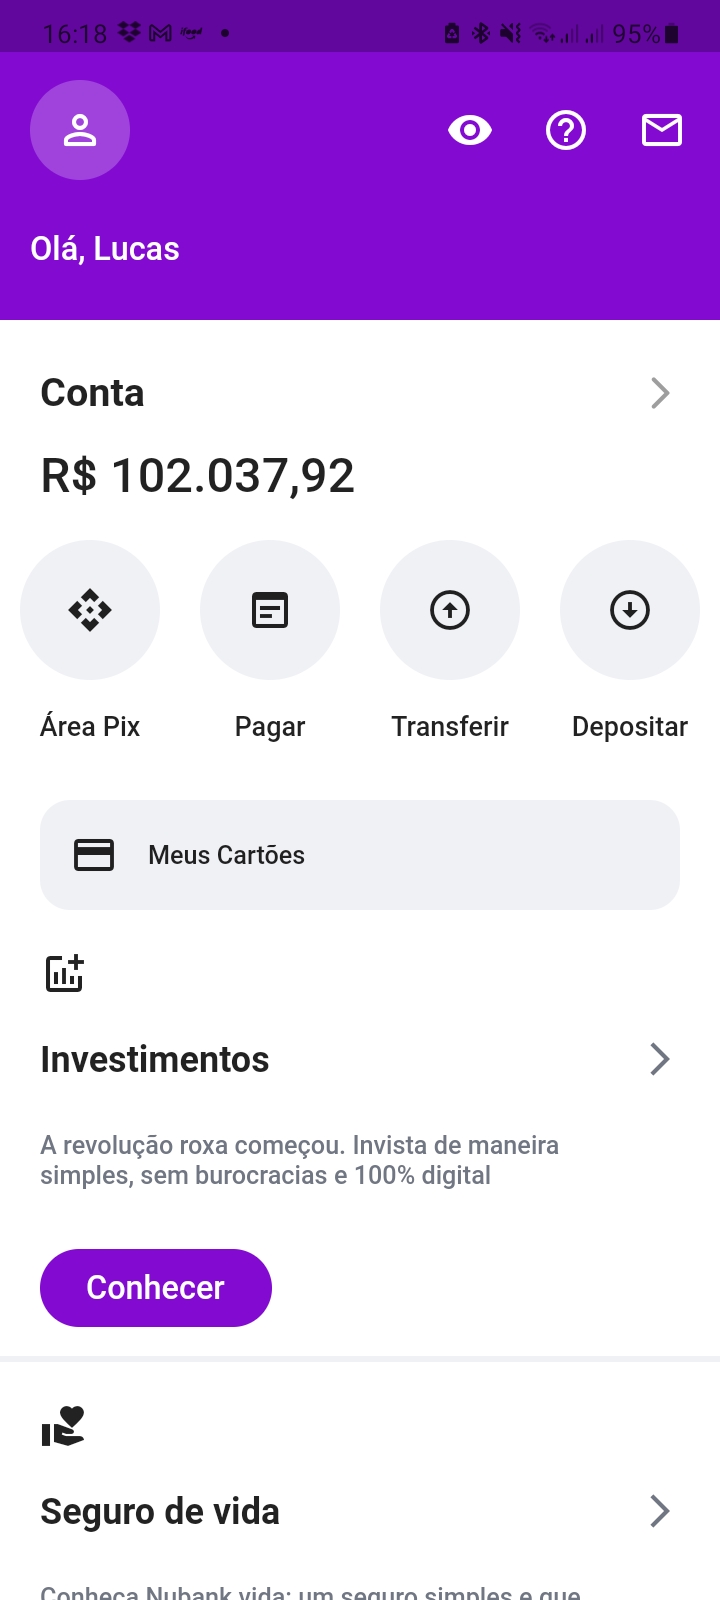 16:18 95%
Olá, Lucas
Conta
R$ 102.037,92
Área Pix Pagar Transferir Depositar
Meus Cartões
Investimentos
A revolução roxa começou. Invista de maneira
simples, sem burocracias e 100% digital
Conhecer
Seguro de vida
Conheça Nubank vida: um seguro simples e que